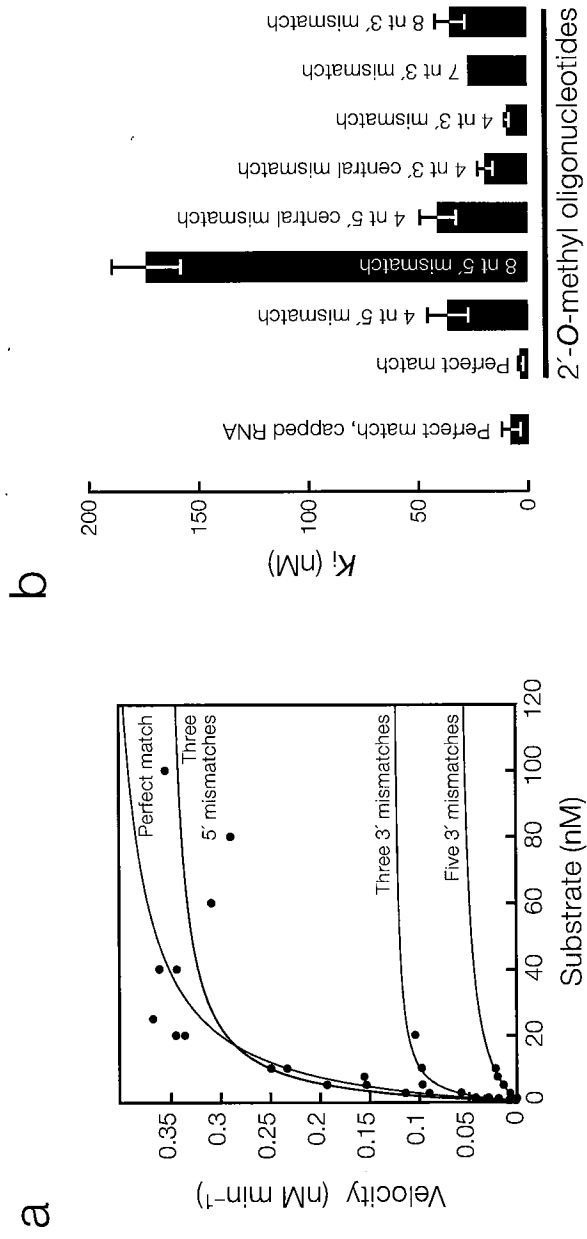 a
Velocity (nM min⁻¹)
0.35
0.3
0.25
0.2
0.15
0.1
0.05
0
Perfect match
Three
5′ mismatches
Three 3′ mismatches
Five 3′ mismatches
0 20 40 60 80 100 120
Substrate (nM)
b
Kᵢ (nM)
200
150
100
50
0
Perfect match, capped RNA
Perfect match
4 nt 5′ mismatch
8 nt 5′ mismatch
4 nt 5′ central mismatch
4 nt 3′ central mismatch
4 nt 3′ mismatch
7 nt 3′ mismatch
8 nt 3′ mismatch
2′-O-methyl oligonucleotides